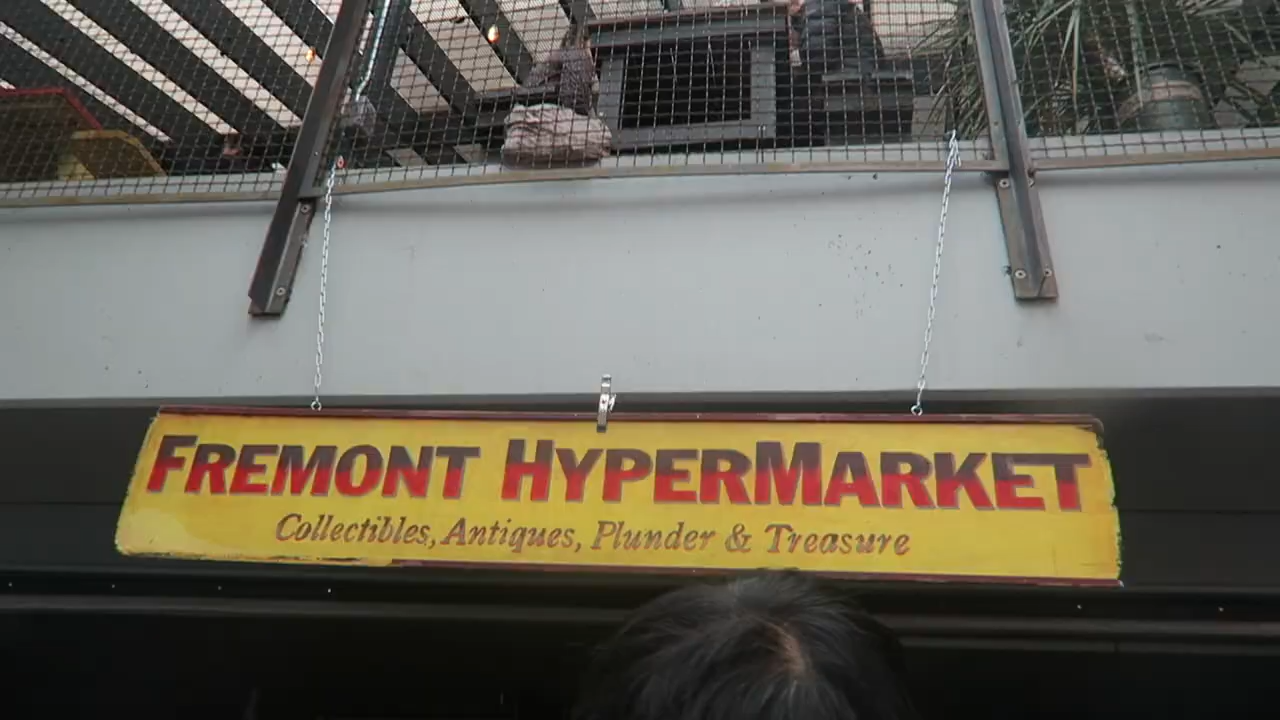 FREMONT HYPERMARKET
Collectibles, Antiques, Plunder & Treasure